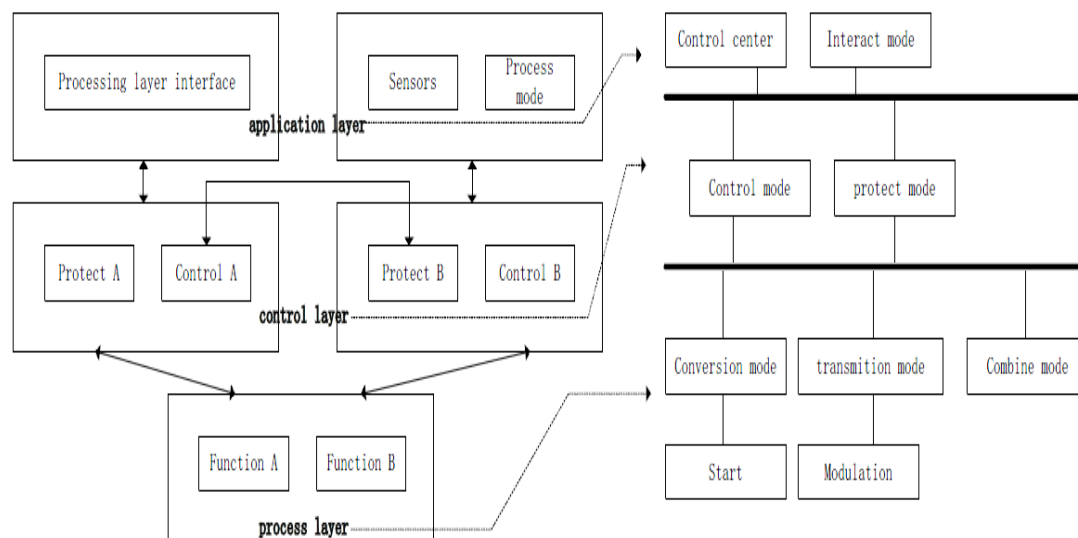 Control center
Interact mode
Processing layer interface
Sensors
Process
mode
application layer
Control mode
protect mode
Protect A
Control A
Protect B
Control B
control layer
Conversion mode
transmition mode
Combine mode
Function A
Function B
Start
Modulation
process layer